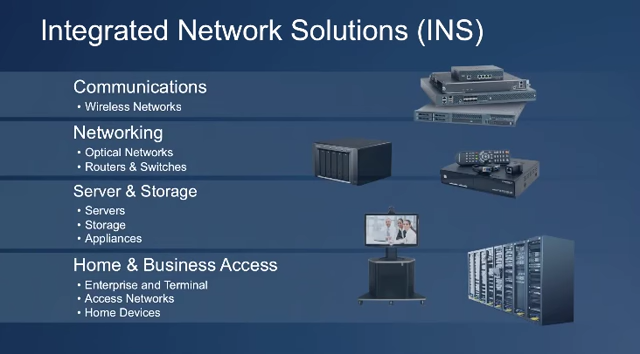 Integrated Network Solutions (INS)
Communications
• Wireless Networks
Networking
• Optical Networks
• Routers & Switches
Server & Storage
• Servers
• Storage
• Appliances
Home & Business Access
• Enterprise and Terminal
• Access Networks
• Home Devices